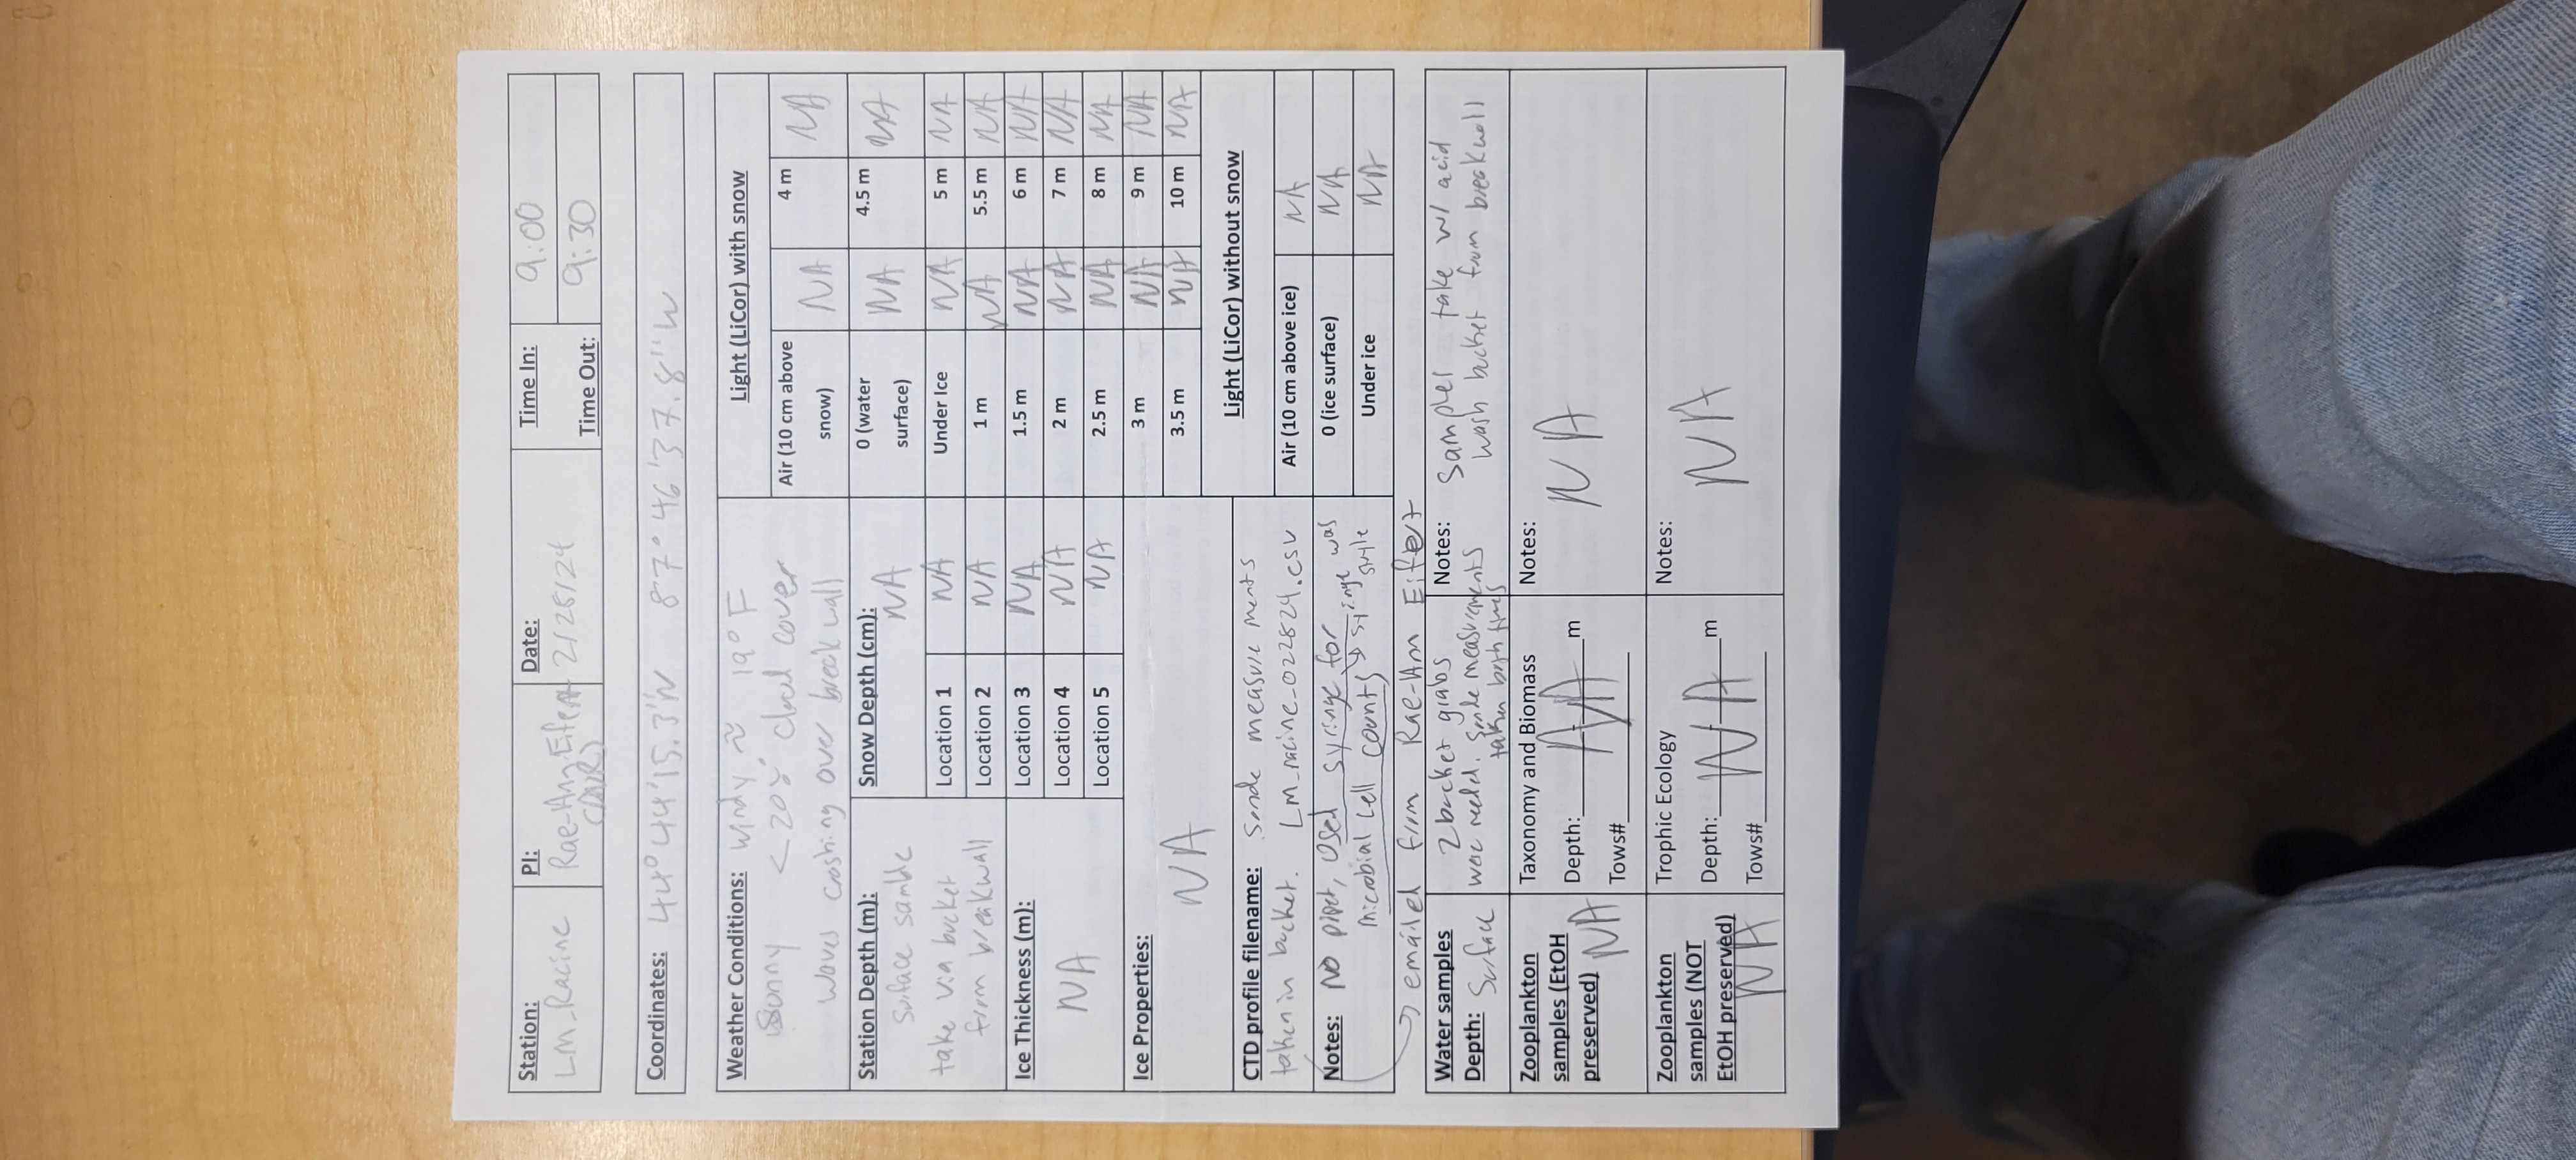 Station:
LM_Racine
PI:
Rae-Ann Eifert
(DNR)
Date:
2/28/24
Time In: 9:00
Time Out: 9:30
Coordinates: 44° 44'15.3"N 87° 46'37.8"W
Weather Conditions: windy ≈ 19°F
Sunny < 20% cloud cover
waves crashing over breakwall
Station Depth (m):
surface samble
take via bucket
from breakwall
Snow Depth (cm):
NA
Location 1 NA
Location 2 NA
Location 3 NA
Location 4 NA
Location 5 NA
Ice Thickness (m):
NA
Ice Properties:
NA
CTD profile filename: Sonde measurements
taken in bucket. LM_racine_022824.csv
Notes: No pipet, used syringe for
microbial cell counts → syringe was style
→ emailed from Rae-Ann Eifert
Light (LiCor) with snow
Air (10 cm above snow) NA 4 m NA
0 (water surface) NA 4.5 m NA
Under Ice NA 5 m NA
1 m NA 5.5 m NA
1.5 m NA 6 m NA
2 m NA 7 m NA
2.5 m NA 8 m NA
3 m NA 9 m NA
3.5 m NA 10 m NA
Light (LiCor) without snow
Air (10 cm above ice) NA
0 (ice surface) NA
Under ice NA
Water samples
Depth: Surface
2 bucket grabs
were needed. Sonde measurements
taken both times
Notes: Samples take w/ acid
wash bucket from breakwall
Zooplankton
samples (EtOH
preserved) NA
Taxonomy and Biomass
Depth: NA m
Tows#
Notes:
NA
Zooplankton
samples (NOT
EtOH preserved)
NA
Trophic Ecology
Depth: NA m
Tows#
Notes:
NA